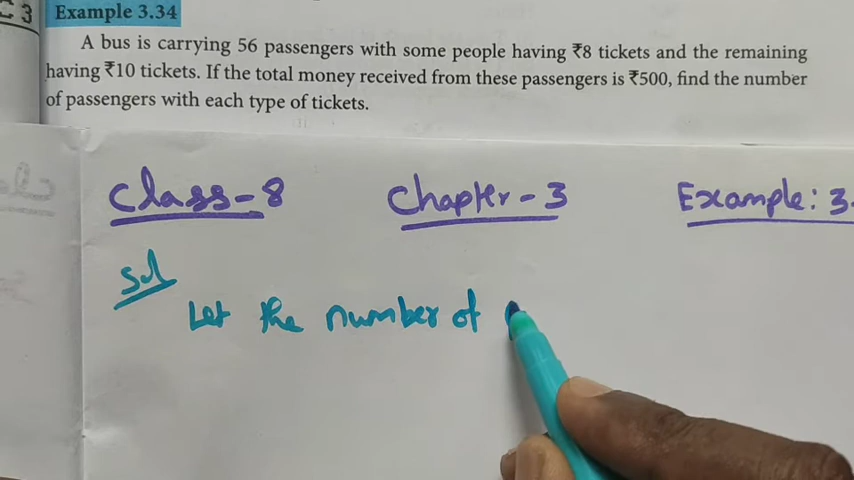 Example 3.34
A bus is carrying 56 passengers with some people having ₹8 tickets and the remaining
having ₹10 tickets. If the total money received from these passengers is ₹500, find the number
of passengers with each type of tickets.
Class-8 Chapter-3 Example: 3.
Sol
Let the number of